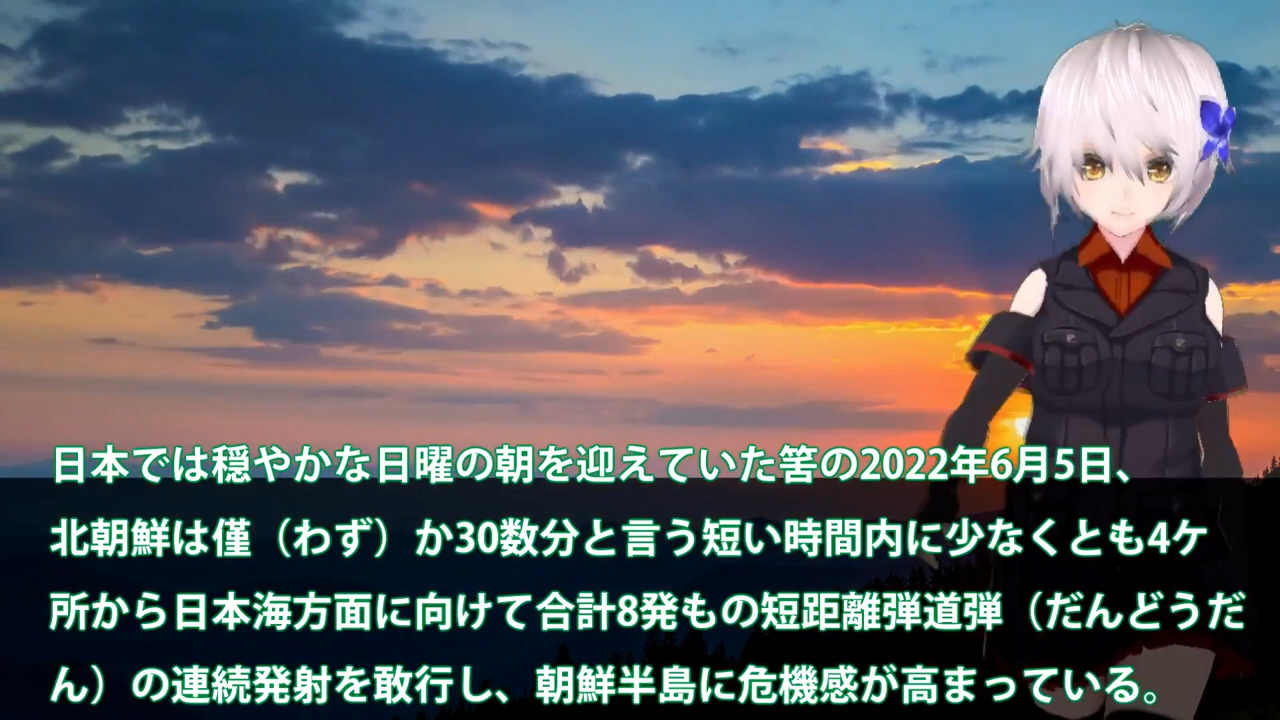 日本では穏やかな日曜の朝を迎えていた筈の2022年6月5日、
北朝鮮は僅（わず）か30数分と言う短い時間内に少なくとも4ケ
所から日本海方面に向けて合計8発もの短距離弾道弾（だんどうだ
ん）の連続発射を敢行し、朝鮮半島に危機感が高まっている。